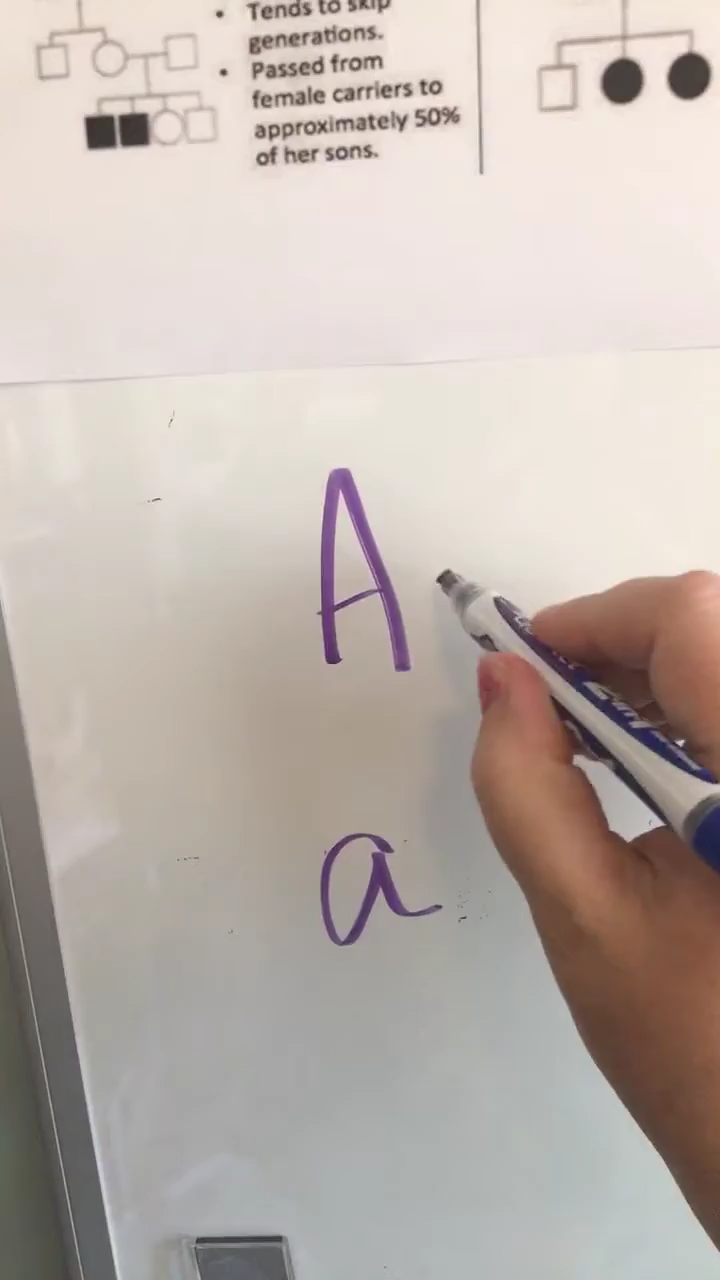 • Tends to skip
generations.
• Passed from
female carriers to
approximately 50%
of her sons.
A
a